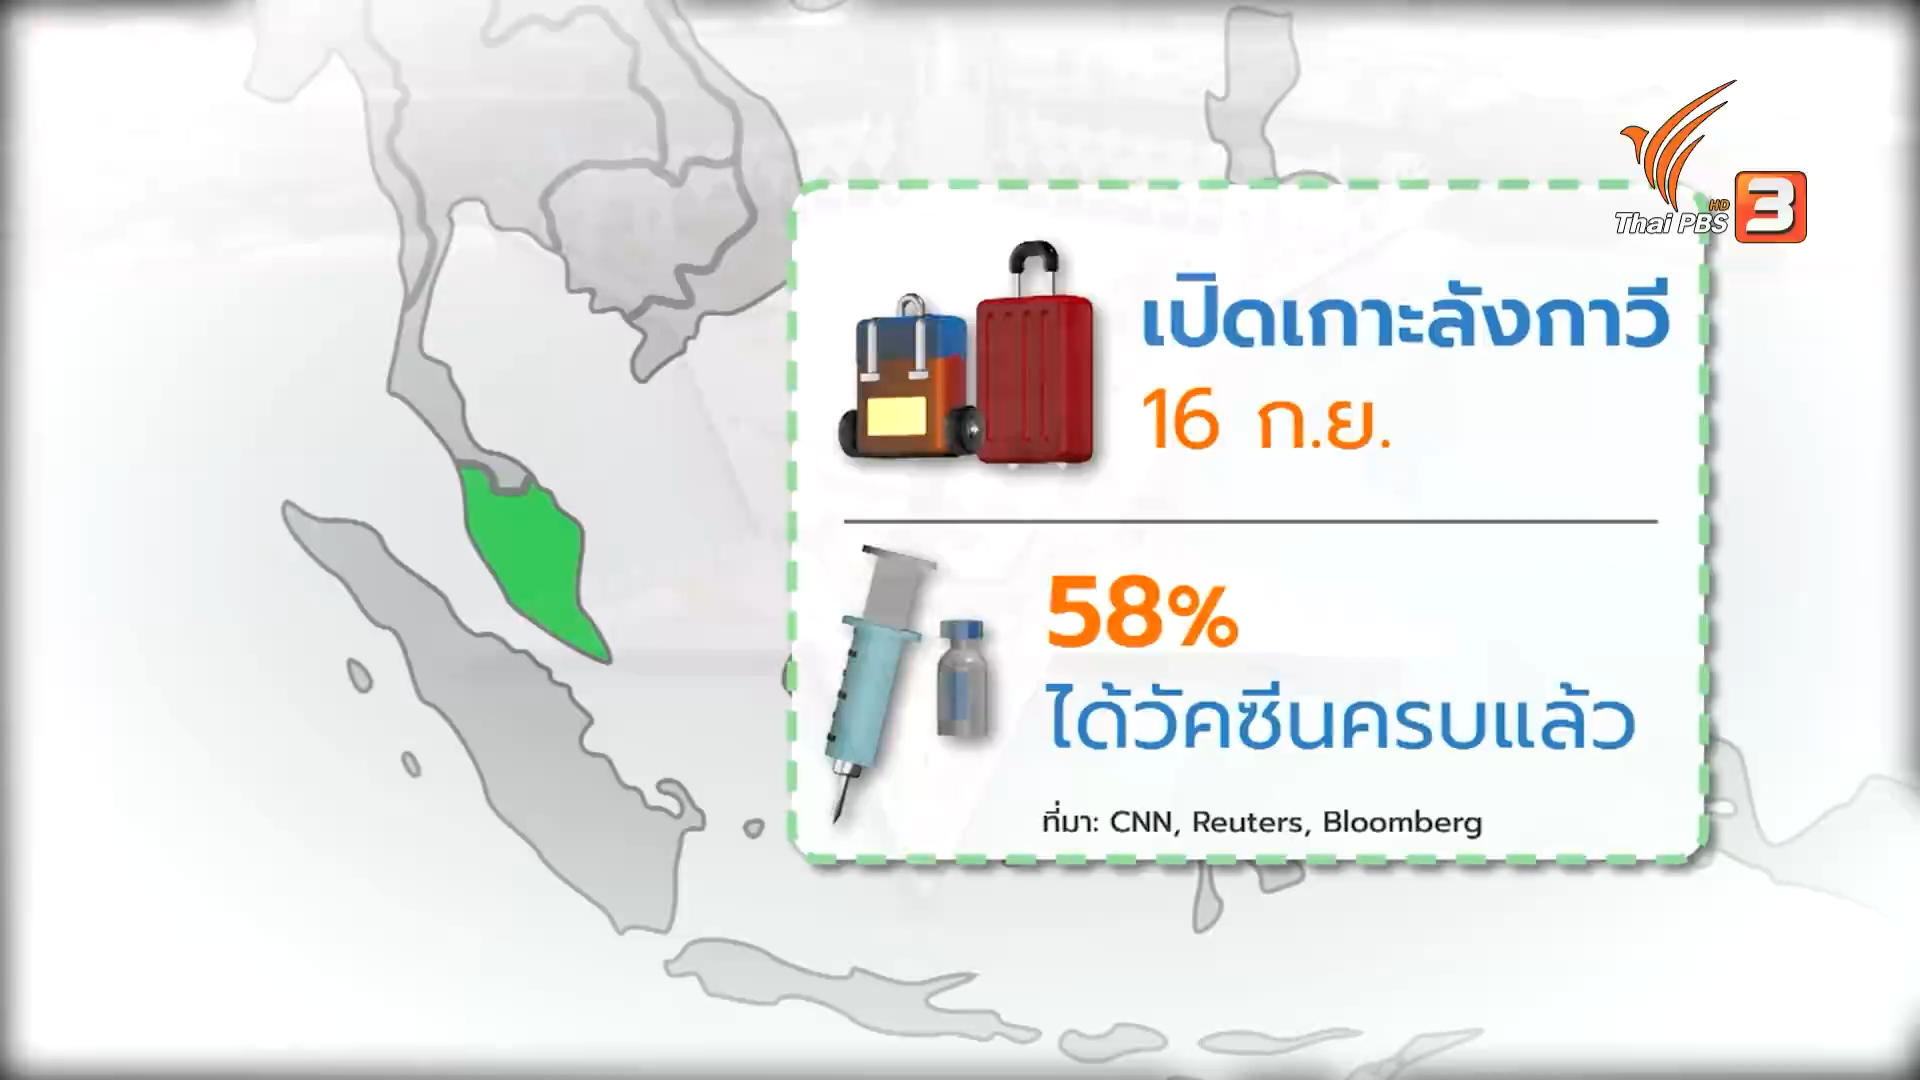 HD
Thai PBS 3
เปิดเกาะลังกาวี
16 ก.ย.
58%
ได้วัคซีนครบแล้ว
ที่มา: CNN, Reuters, Bloomberg